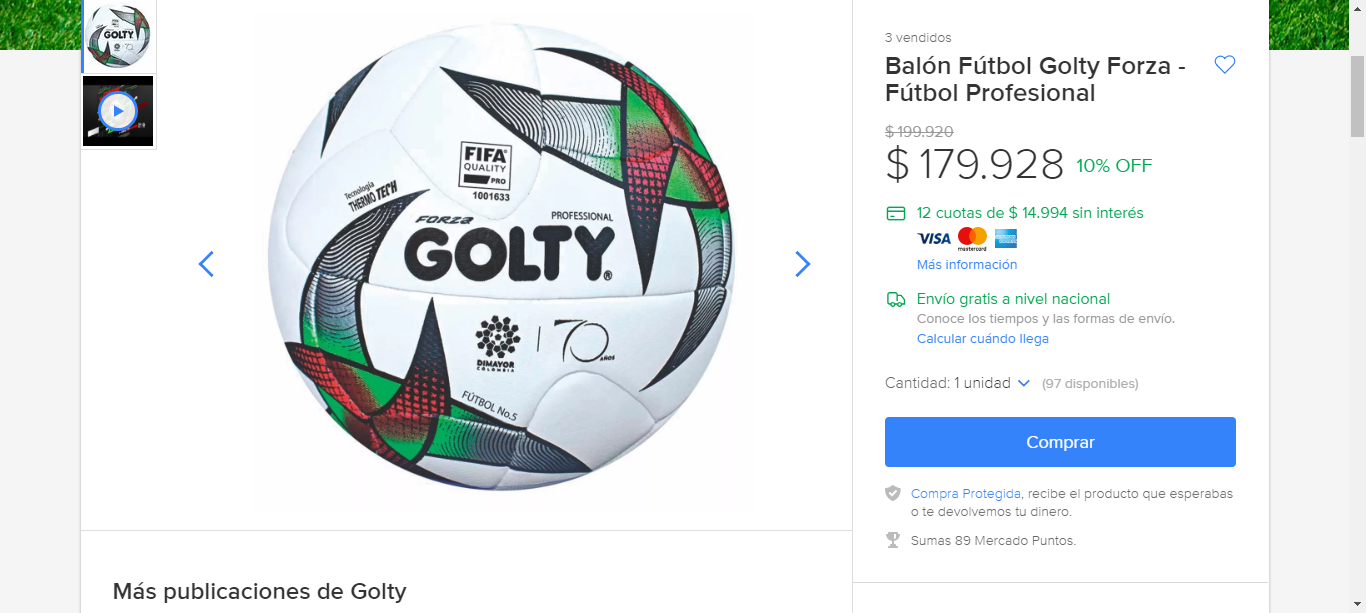 GOLTY
FIFA
QUALITY
PRO
1001633
Tecnología
THERMO TECH
FORZA
PROFESSIONAL
GOLTY®
DIMAYOR
COLOMBIA
70
AÑOS
FÚTBOL No.5
Más publicaciones de Golty
3 vendidos
Balón Fútbol Golty Forza -
Fútbol Profesional
$ 199.920
$ 179.928 10% OFF
12 cuotas de $ 14.994 sin interés
VISA mastercard
Más información
Envío gratis a nivel nacional
Conoce los tiempos y las formas de envío.
Calcular cuándo llega
Cantidad: 1 unidad (97 disponibles)
Comprar
Compra Protegida, recibe el producto que esperabas
o te devolvemos tu dinero.
Sumas 89 Mercado Puntos.